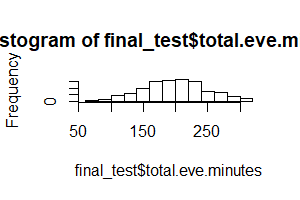 stogram of final_test$total.eve.m
Frequency
0
50 150 250
final_test$total.eve.minutes